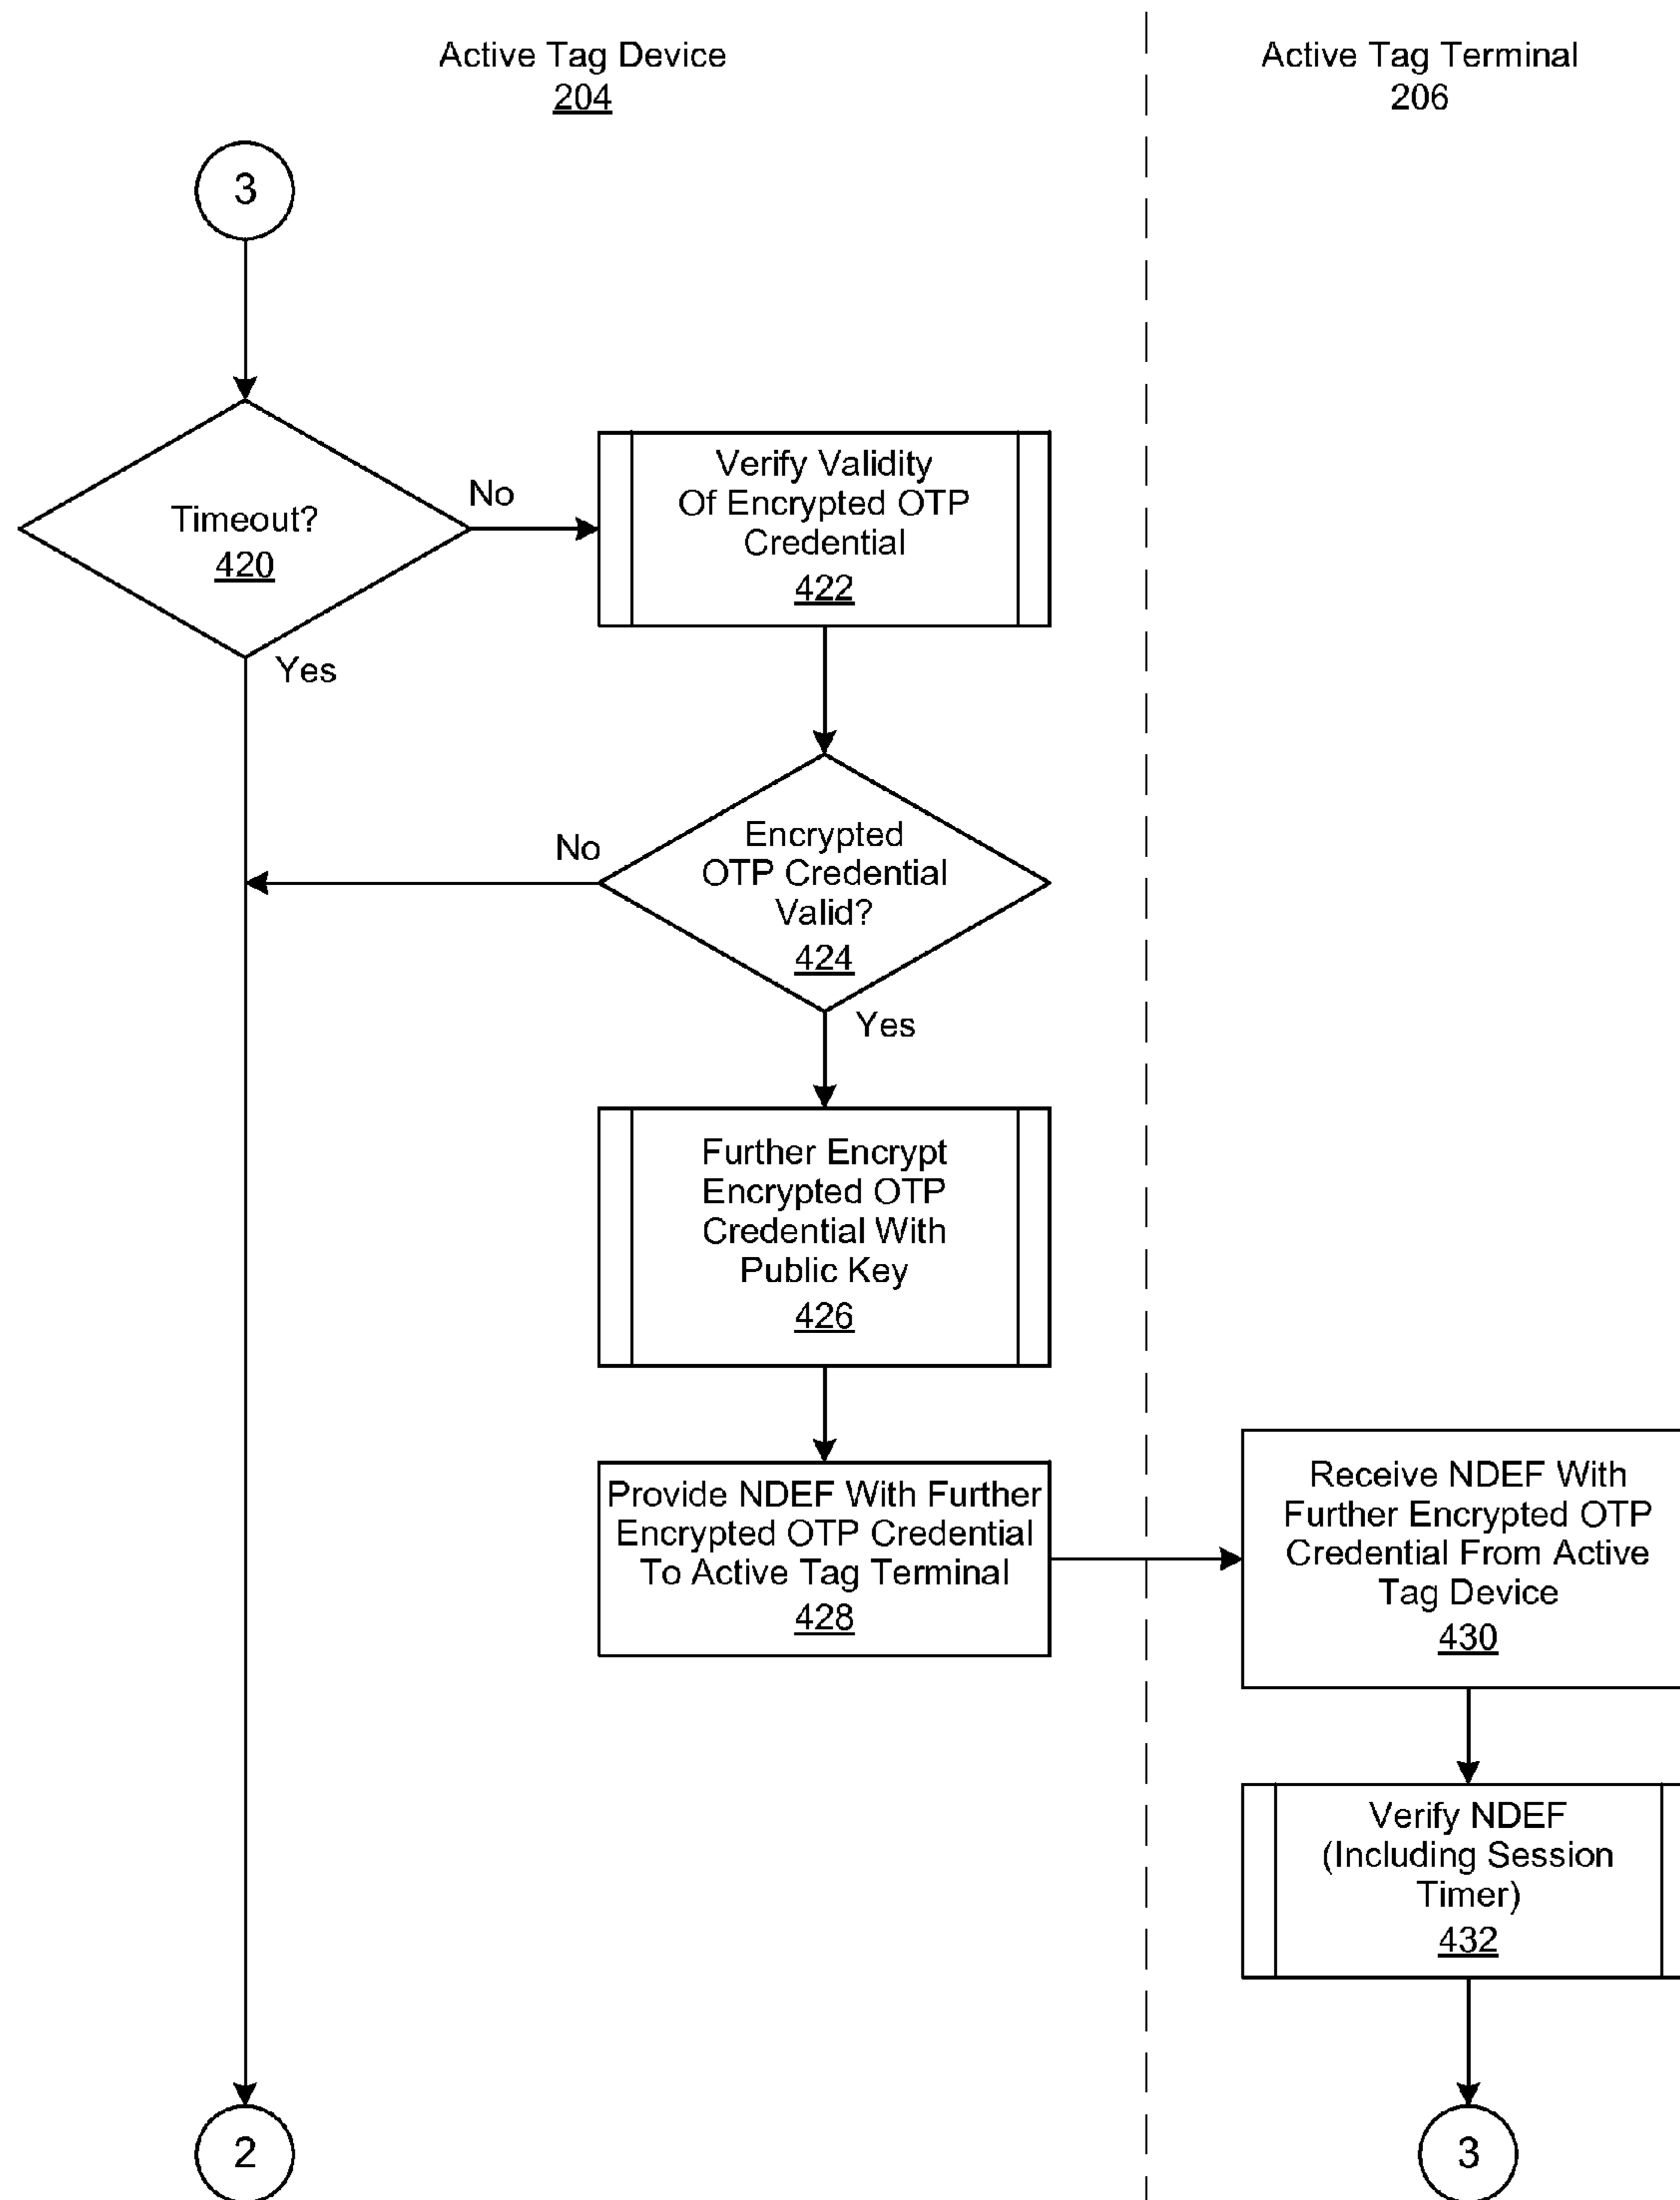 Active Tag Device
204
Active Tag Terminal
206
3
Timeout?
420
No
Yes
Verify Validity
Of Encrypted OTP
Credential
422
Encrypted
OTP Credential
Valid?
424
No
Yes
Further Encrypt
Encrypted OTP
Credential With
Public Key
426
Provide NDEF With Further
Encrypted OTP Credential
To Active Tag Terminal
428
Receive NDEF With
Further Encrypted OTP
Credential From Active
Tag Device
430
Verify NDEF
(Including Session
Timer)
432
2
3